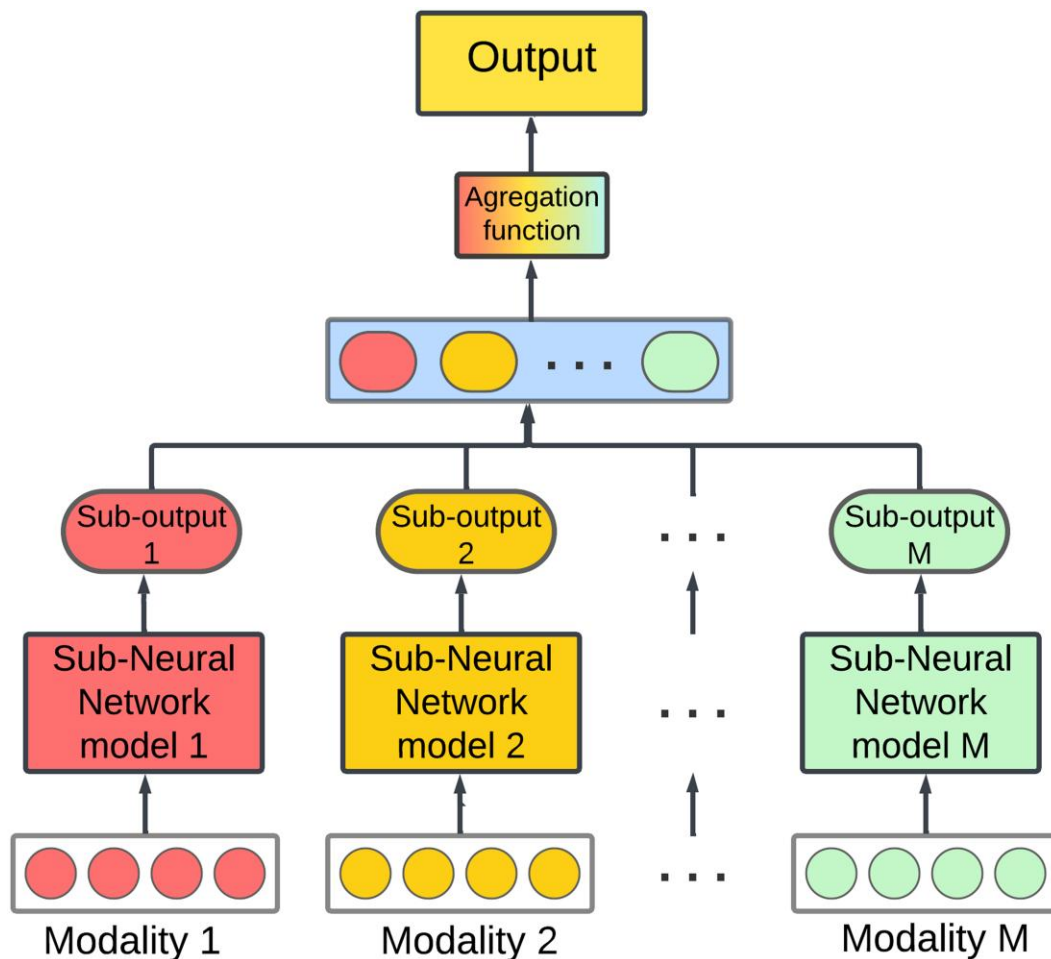 Output
Agregation
function
Sub-output
1
Sub-output
2
. . .
Sub-output
M
Sub-Neural
Network
model 1
Sub-Neural
Network
model 2
. . .
Sub-Neural
Network
model M
. . .
Modality 1
Modality 2
Modality M